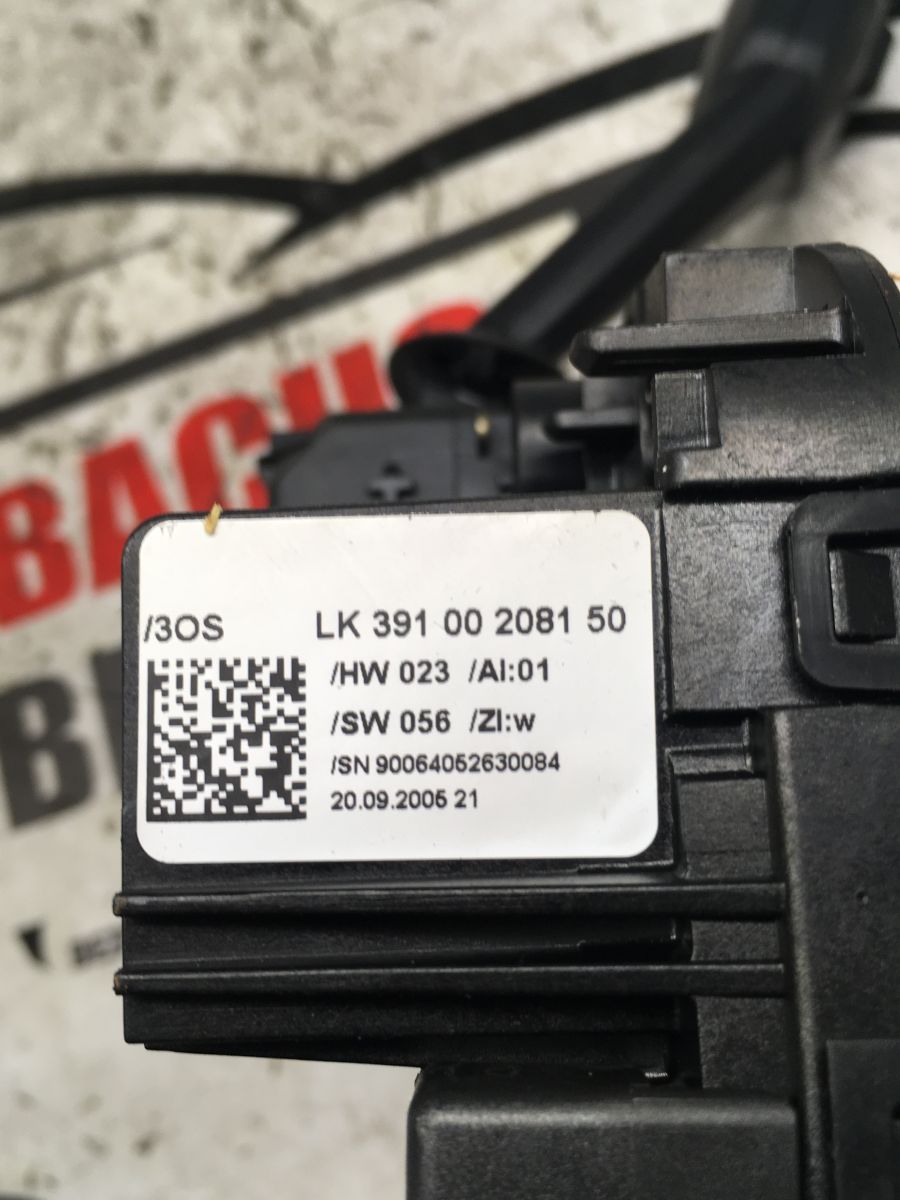 BACHO
/3OS LK 391 00 2081 50
/HW 023 /AI:01
/SW 056 /ZI:w
/SN 90064052630084
20.09.2005 21